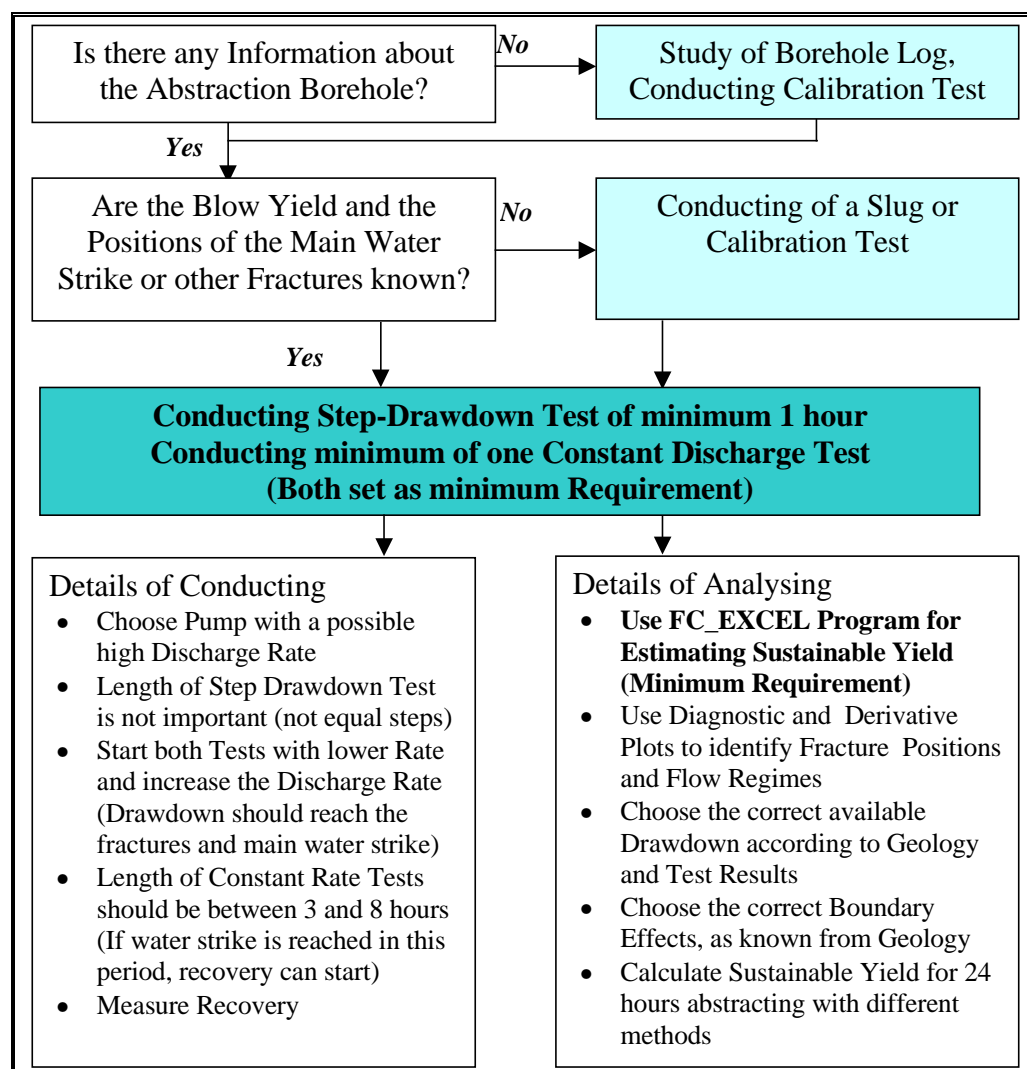 Is there any Information about
the Abstraction Borehole?
No
Study of Borehole Log,
Conducting Calibration Test
Yes
Are the Blow Yield and the
Positions of the Main Water
Strike or other Fractures known?
No
Conducting of a Slug or
Calibration Test
Yes
Conducting Step-Drawdown Test of minimum 1 hour
Conducting minimum of one Constant Discharge Test
(Both set as minimum Requirement)
Details of Conducting
• Choose Pump with a possible
high Discharge Rate
• Length of Step Drawdown Test
is not important (not equal steps)
• Start both Tests with lower Rate
and increase the Discharge Rate
(Drawdown should reach the
fractures and main water strike)
• Length of Constant Rate Tests
should be between 3 and 8 hours
(If water strike is reached in this
period, recovery can start)
• Measure Recovery
Details of Analysing
• Use FC_EXCEL Program for
Estimating Sustainable Yield
(Minimum Requirement)
• Use Diagnostic and Derivative
Plots to identify Fracture Positions
and Flow Regimes
• Choose the correct available
Drawdown according to Geology
and Test Results
• Choose the correct Boundary
Effects, as known from Geology
• Calculate Sustainable Yield for 24
hours abstracting with different
methods